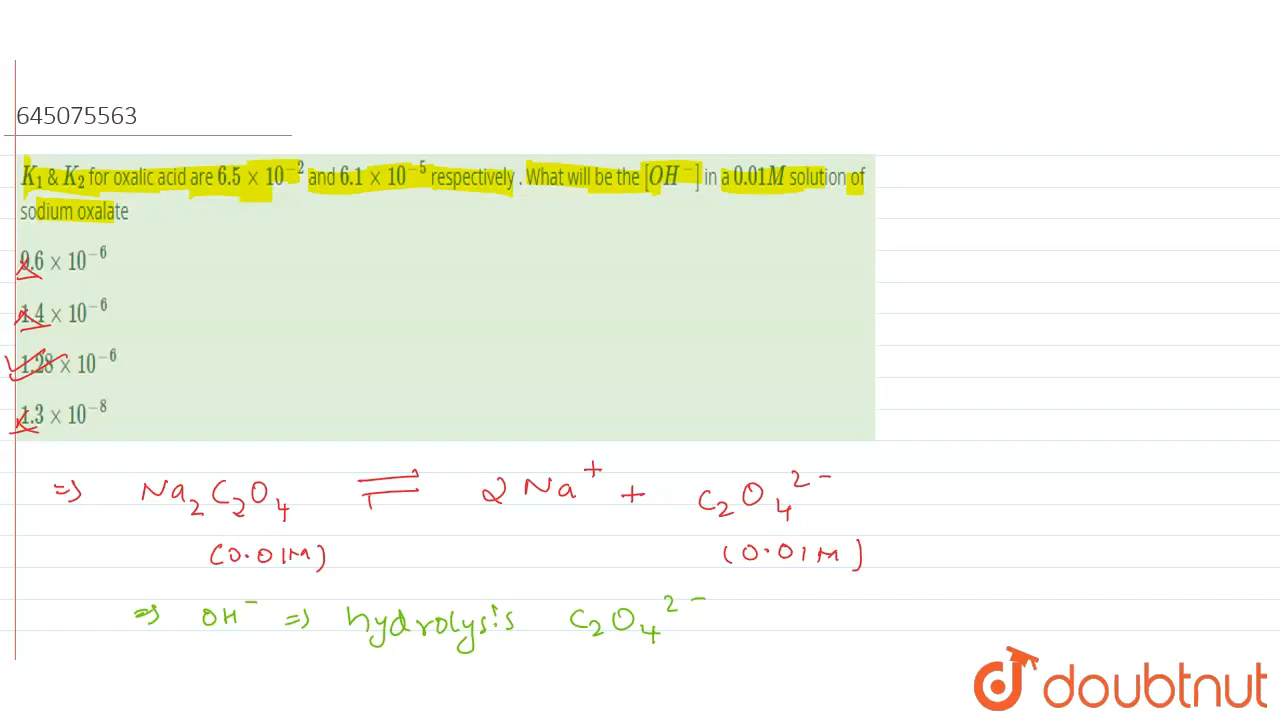 645075563
K₁ & K₂ for oxalic acid are 6.5 × 10⁻² and 6.1 × 10⁻⁵ respectively . What will be the [OH⁻] in a 0.01M solution of
sodium oxalate
9.6 × 10⁻⁶
1.4 × 10⁻⁶
1.28 × 10⁻⁶
1.3 × 10⁻⁸
⇒ Na₂C₂O₄ ⇌ 2Na⁺ + C₂O₄²⁻
(0.01M) (0.01M)
⇒ OH⁻ ⇒ hydrolysis C₂O₄²⁻
doubtnut